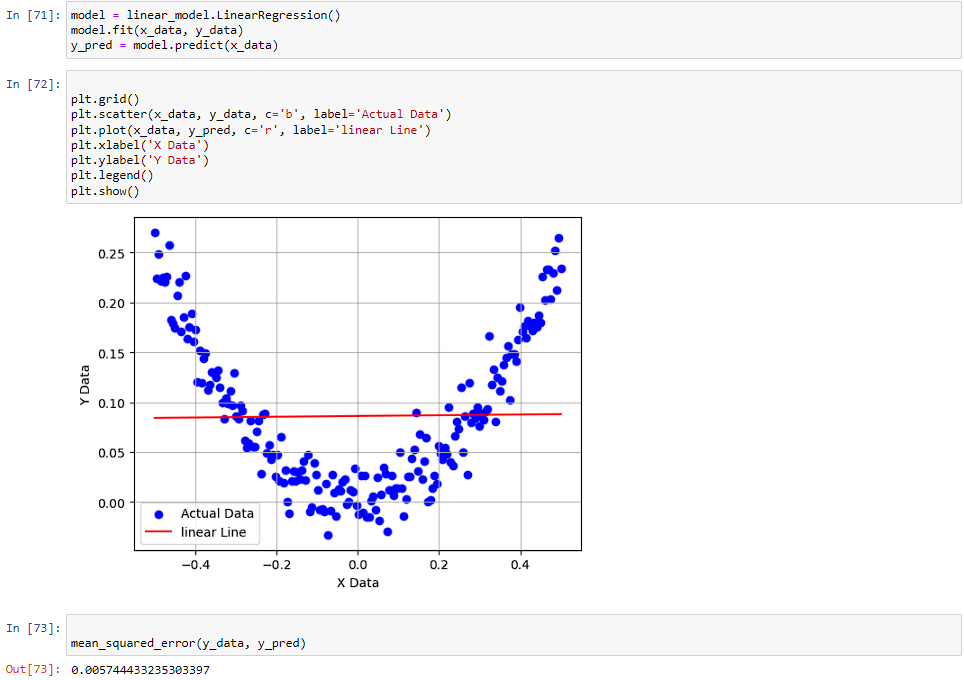 In [71]:
model = linear_model.LinearRegression()
model.fit(x_data, y_data)
y_pred = model.predict(x_data)
In [72]:
plt.grid()
plt.scatter(x_data, y_data, c='b', label='Actual Data')
plt.plot(x_data, y_pred, c='r', label='linear Line')
plt.xlabel('X Data')
plt.ylabel('Y Data')
plt.legend()
plt.show()
0.25
0.20
0.15
0.10
0.05
0.00
Y Data
Actual Data
linear Line
−0.4 −0.2 0.0 0.2 0.4
X Data
In [73]:
mean_squared_error(y_data, y_pred)
Out[73]: 0.005744433235303397